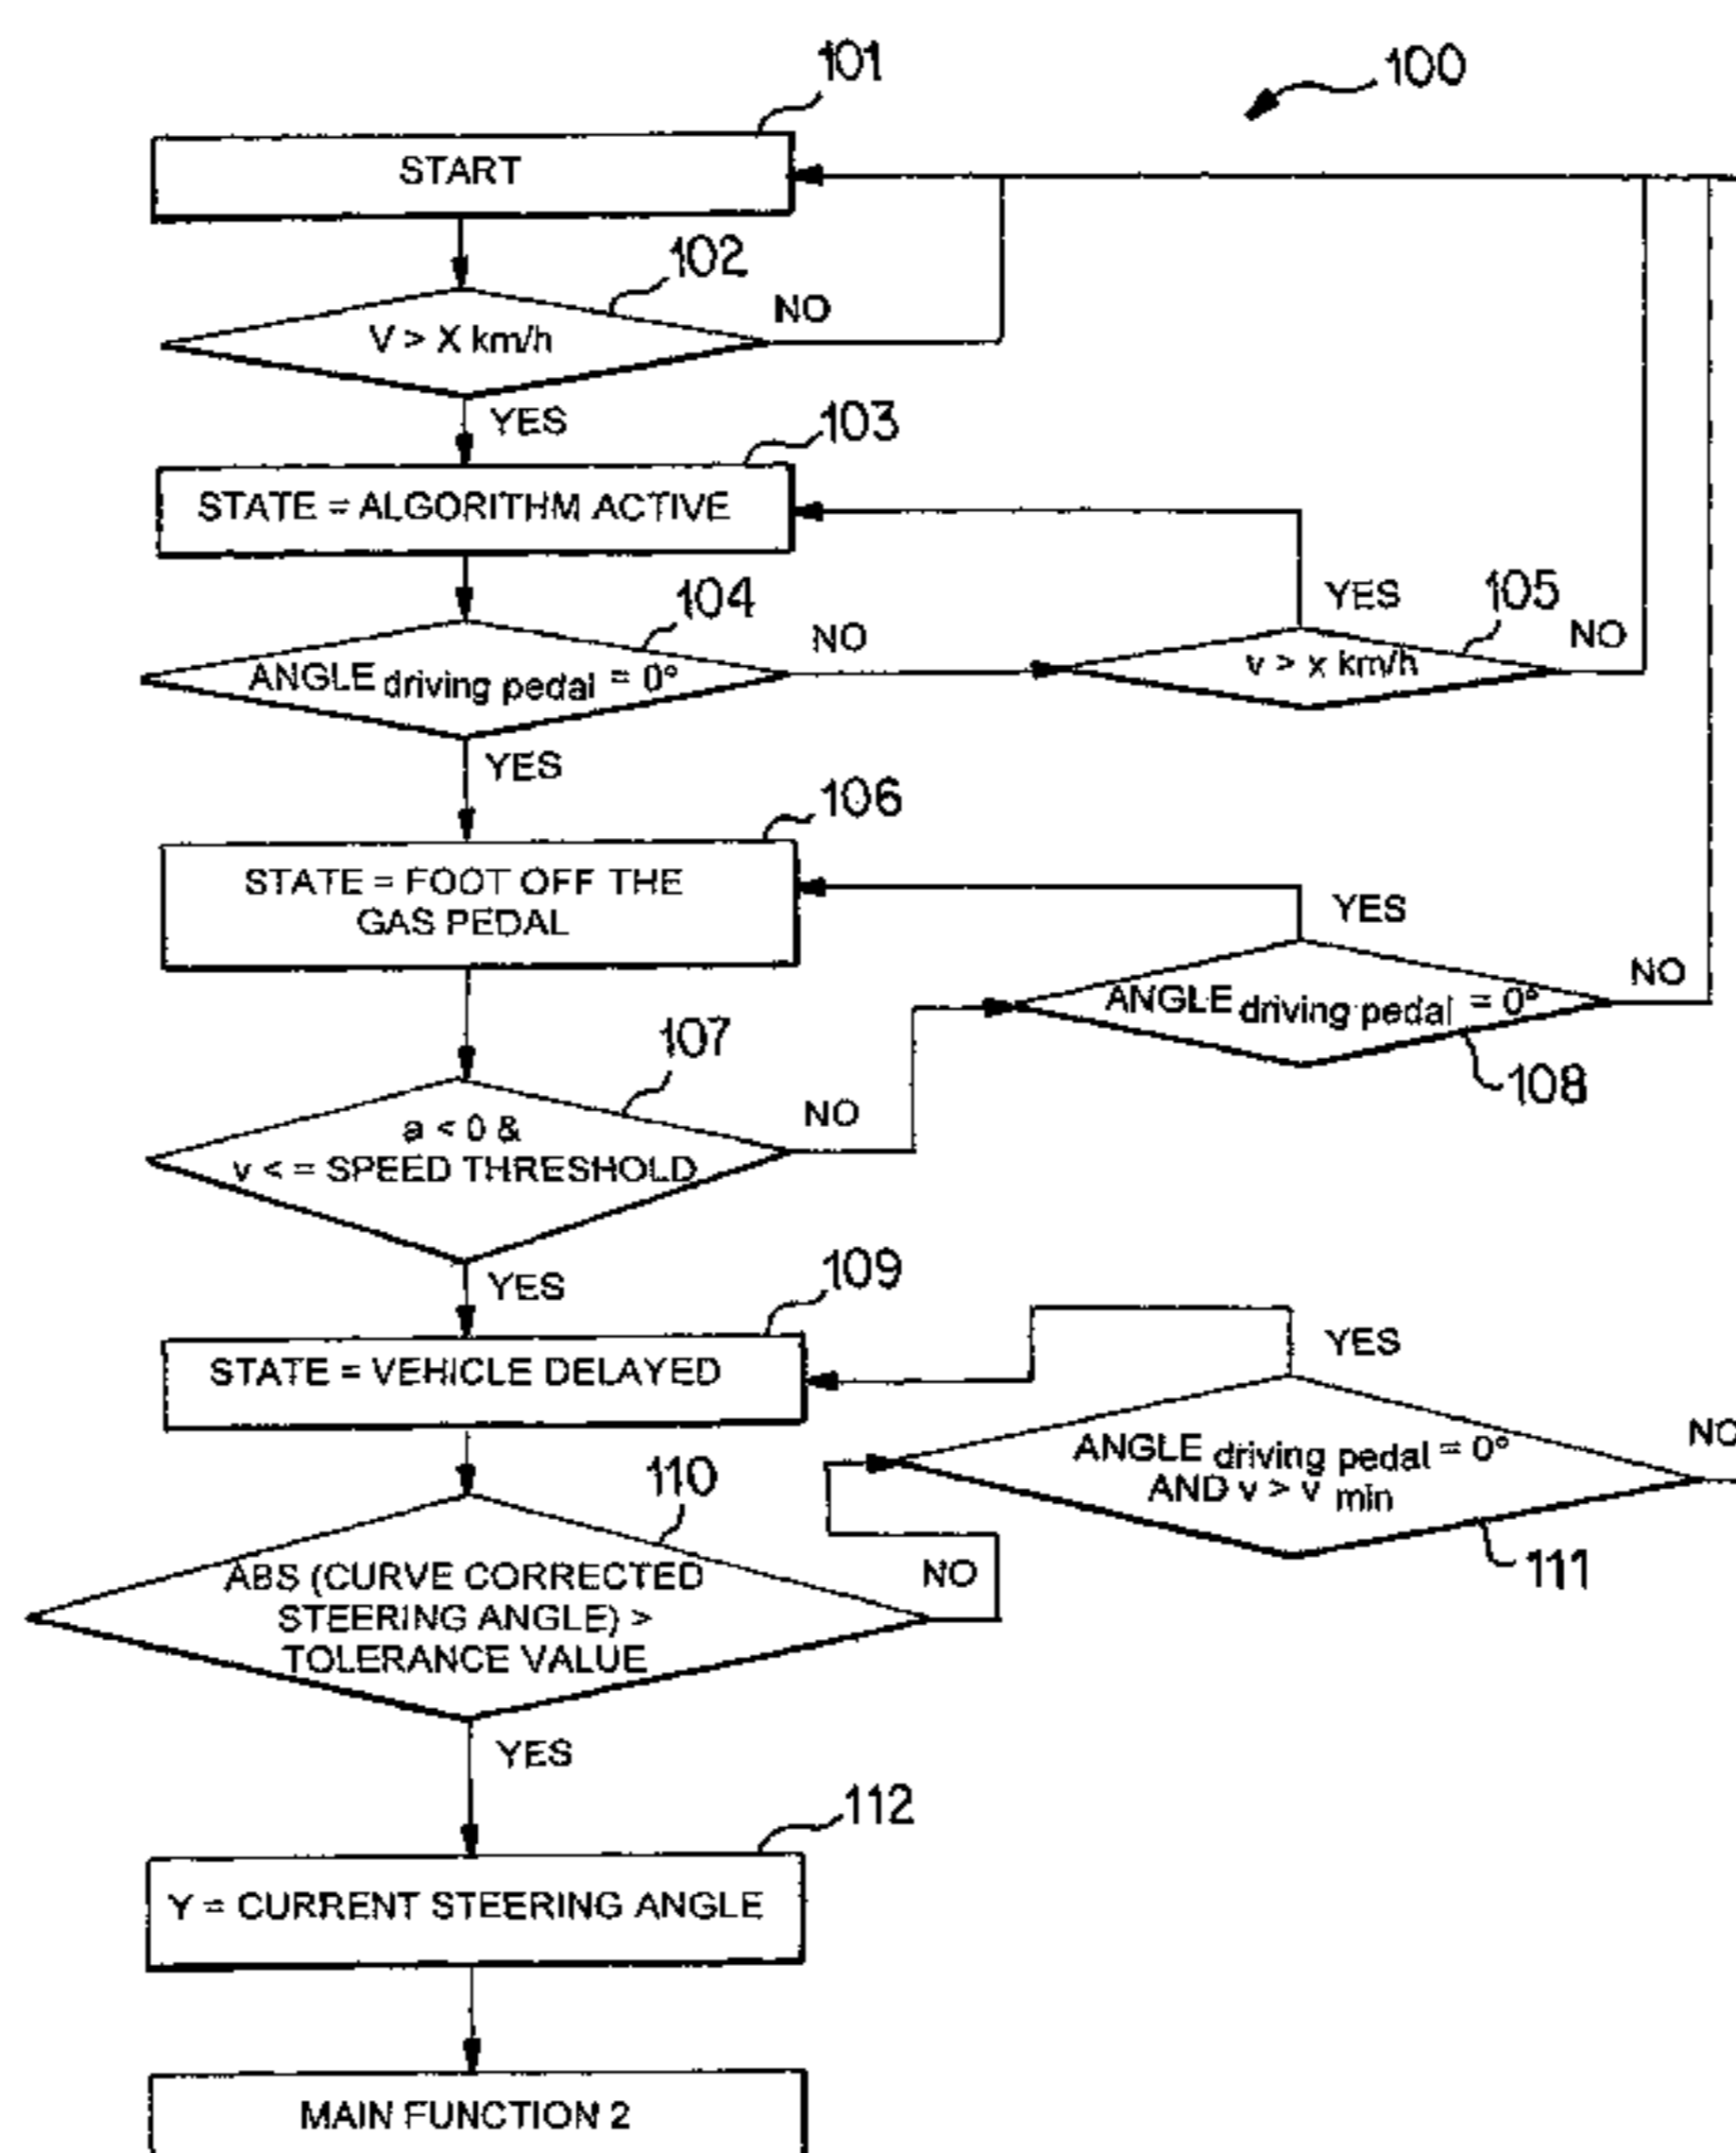 101
100
START
102
NO
V > X km/h
YES
103
STATE = ALGORITHM ACTIVE
104
NO
YES
105
NO
ANGLE driving pedal = 0°
v > x km/h
YES
106
STATE = FOOT OFF THE
GAS PEDAL
YES
NO
ANGLE driving pedal = 0°
107
108
NO
a < 0 &
v < = SPEED THRESHOLD
YES
109
STATE = VEHICLE DELAYED
YES
NO
ANGLE driving pedal = 0°
AND v > v min
110
111
NO
ABS (CURVE CORRECTED
STEERING ANGLE) >
TOLERANCE VALUE
YES
112
Y = CURRENT STEERING ANGLE
MAIN FUNCTION 2